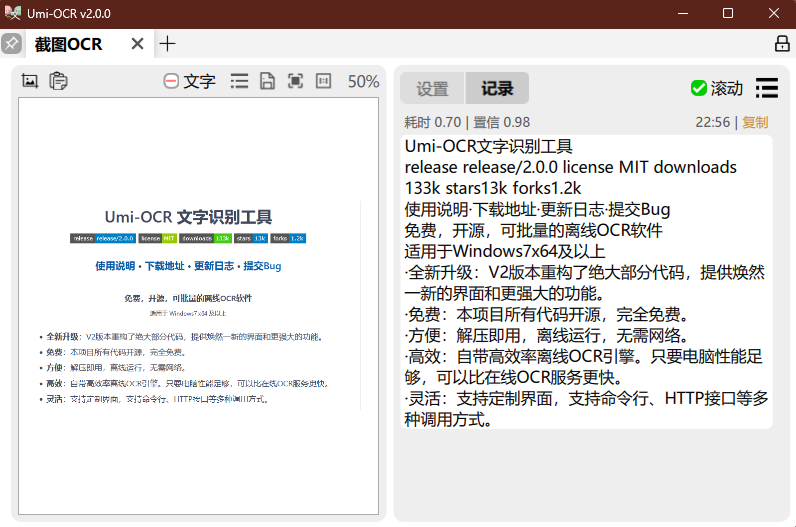 Umi-OCR v2.0.0
截图OCR
文字
50%
Umi-OCR 文字识别工具
release release/2.0.0 license MIT downloads 133k stars 13k forks 1.2k
使用说明 • 下载地址 • 更新日志 • 提交Bug
免费，开源，可批量的离线OCR软件
适用于 Windows7 x64 及以上
• 全新升级：V2版本重构了绝大部分代码，提供焕然一新的界面和更强大的功能。
• 免费：本项目所有代码开源，完全免费。
• 方便：解压即用，离线运行，无需网络。
• 高效：自带高效率离线OCR引擎。只要电脑性能足够，可以比在线OCR服务更快。
• 灵活：支持定制界面，支持命令行、HTTP接口等多种调用方式。
设置 记录
滚动
耗时 0.70 | 置信 0.98
22:56 | 复制
Umi-OCR文字识别工具
release release/2.0.0 license MIT downloads
133k stars13k forks1.2k
使用说明·下载地址·更新日志·提交Bug
免费，开源，可批量的离线OCR软件
适用于Windows7x64及以上
·全新升级：V2版本重构了绝大部分代码，提供焕然
一新的界面和更强大的功能。
·免费：本项目所有代码开源，完全免费。
·方便：解压即用，离线运行，无需网络。
·高效：自带高效率离线OCR引擎。只要电脑性能足
够，可以比在线OCR服务更快。
·灵活：支持定制界面，支持命令行、HTTP接口等多
种调用方式。